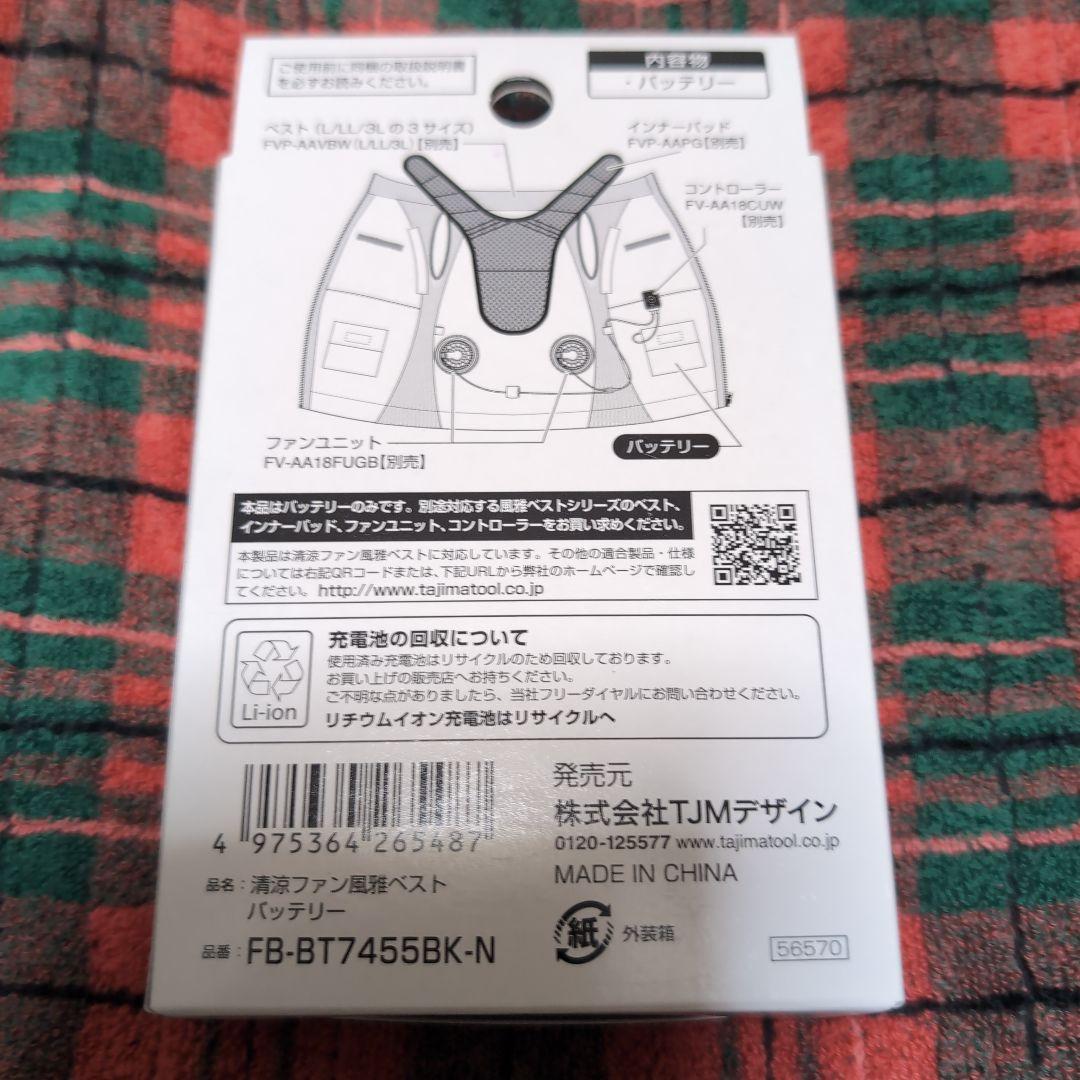 ご使用前に同梱の取扱説明書
を必ずお読みください。
内容物
・バッテリー
ベスト（L/LL/3Lの3サイズ）
FVP-AAVBW（L/LL/3L）【別売】
インナーパッド
FVP-AAPG【別売】
コントローラー
FV-AA18CUW
【別売】
ファンユニット
FV-AA18FUGB【別売】
バッテリー
本品はバッテリーのみです。別途対応する風雅ベストシリーズのベスト、
インナーパッド、ファンユニット、コントローラーをお買い求めください。
本製品は清涼ファン風雅ベストに対応しています。その他の適合製品・仕様
については右記QRコードまたは、下記URLから弊社のホームページで確認し
てください。http://www.tajimatool.co.jp
充電池の回収について
使用済み充電池はリサイクルのため回収しております。
お買い上げの販売店へお持ちください。
ご不明な点がありましたら、当社フリーダイヤルにお問い合わせください。
リチウムイオン充電池はリサイクルへ
Li-ion
4 975364 265487
品名：清涼ファン風雅ベスト
バッテリー
品番：FB-BT7455BK-N
発売元
株式会社TJMデザイン
0120-125577 www.tajimatool.co.jp
MADE IN CHINA
紙 外装箱
56570